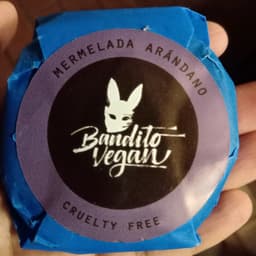 MERMELADA ARÁNDANO
Bandito
Vegan
CRUELTY FREE